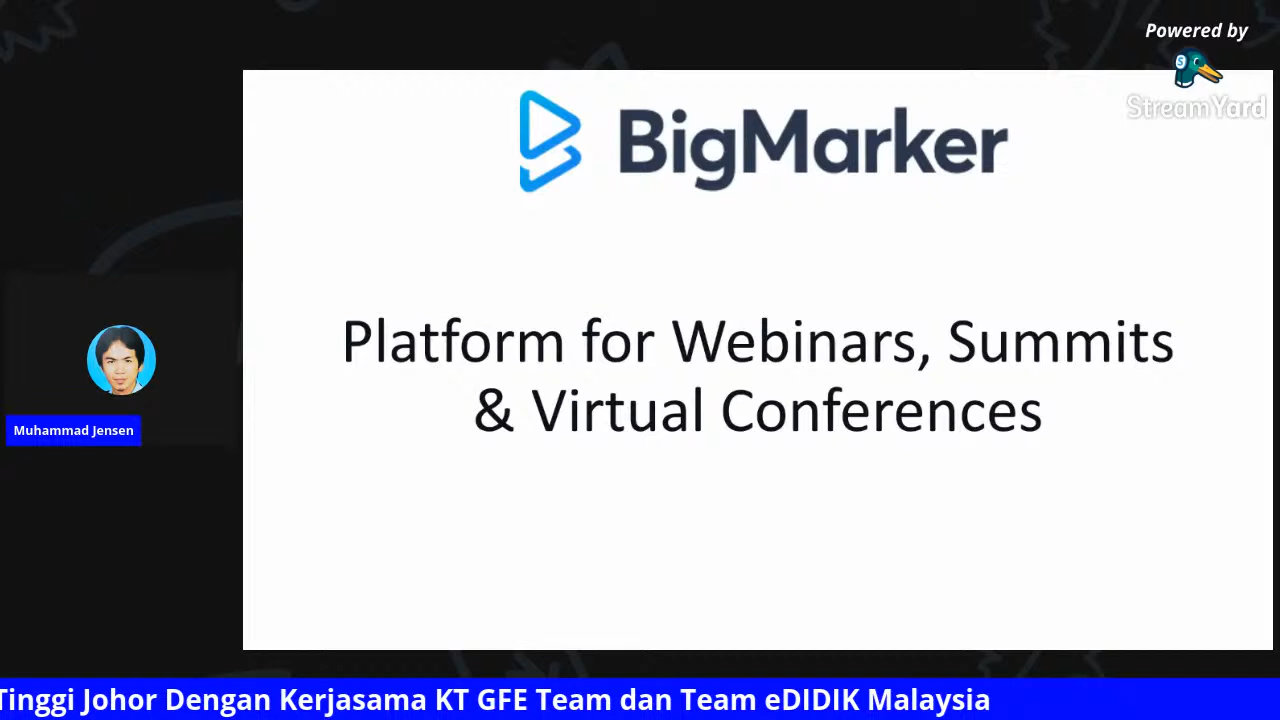 Powered by
StreamYard
BigMarker
Platform for Webinars, Summits
& Virtual Conferences
Muhammad Jensen
Tinggi Johor Dengan Kerjasama KT GFE Team dan Team eDIDIK Malaysia